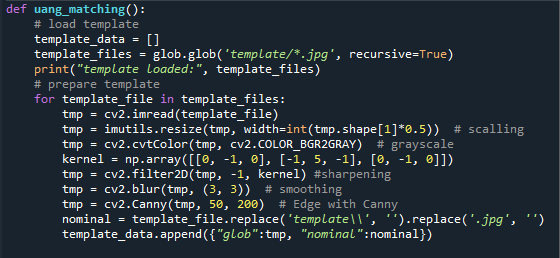 def uang_matching():
    # load template
    template_data = []
    template_files = glob.glob('template/*.jpg', recursive=True)
    print("template loaded:", template_files)
    # prepare template
    for template_file in template_files:
        tmp = cv2.imread(template_file)
        tmp = imutils.resize(tmp, width=int(tmp.shape[1]*0.5))  # scalling
        tmp = cv2.cvtColor(tmp, cv2.COLOR_BGR2GRAY)  # grayscale
        kernel = np.array([[0, -1, 0], [-1, 5, -1], [0, -1, 0]])
        tmp = cv2.filter2D(tmp, -1, kernel) #sharpening
        tmp = cv2.blur(tmp, (3, 3))  # smoothing
        tmp = cv2.Canny(tmp, 50, 200)  # Edge with Canny
        nominal = template_file.replace('template\\', '').replace('.jpg', '')
        template_data.append({"glob":tmp, "nominal":nominal})